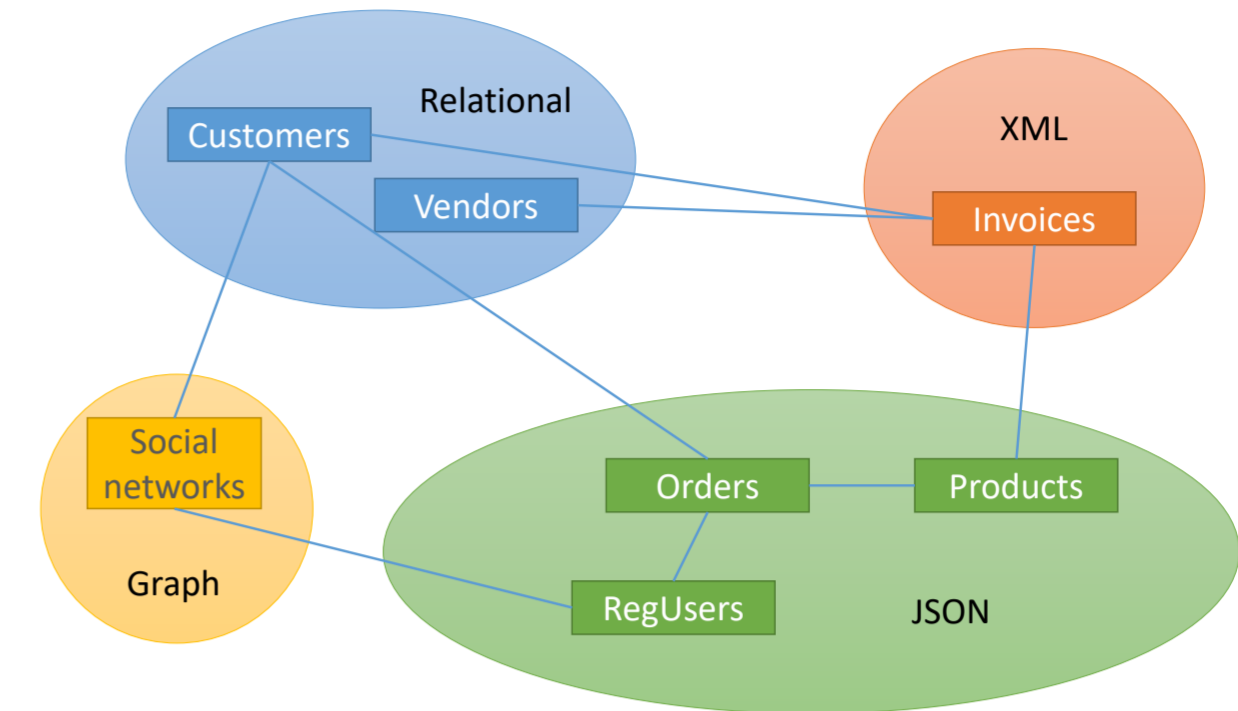 Relational
Customers
Vendors
XML
Invoices
Social
networks
Graph
Orders
Products
RegUsers
JSON